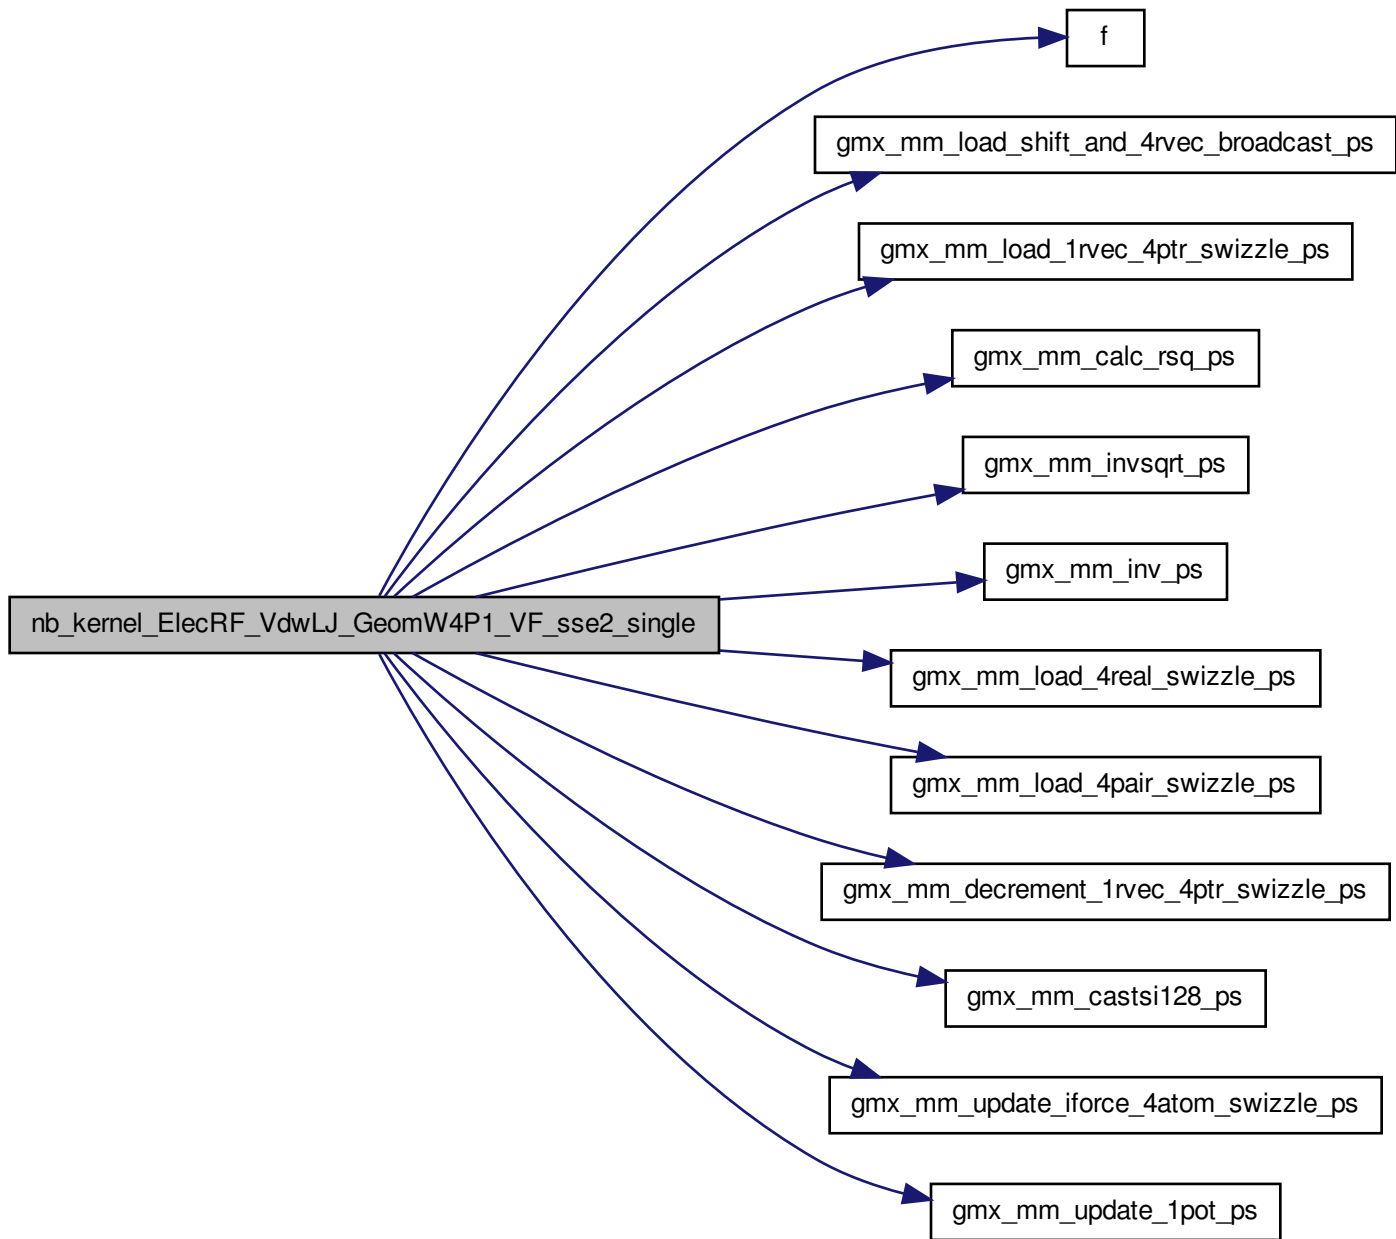 f
gmx_mm_load_shift_and_4rvec_broadcast_ps
gmx_mm_load_1rvec_4ptr_swizzle_ps
gmx_mm_calc_rsq_ps
gmx_mm_invsqrt_ps
gmx_mm_inv_ps
nb_kernel_ElecRF_VdwLJ_GeomW4P1_VF_sse2_single
gmx_mm_load_4real_swizzle_ps
gmx_mm_load_4pair_swizzle_ps
gmx_mm_decrement_1rvec_4ptr_swizzle_ps
gmx_mm_castsi128_ps
gmx_mm_update_iforce_4atom_swizzle_ps
gmx_mm_update_1pot_ps